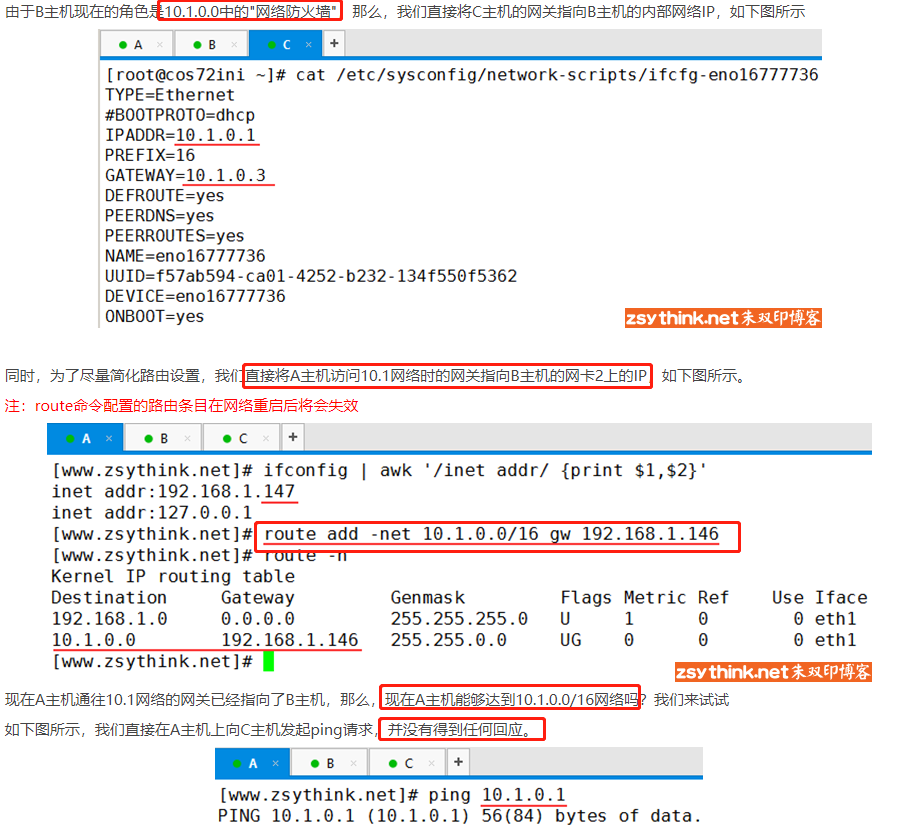 由于B主机现在的角色是10.1.0.0中的"网络防火墙"，那么，我们直接将C主机的网关指向B主机的内部网络IP，如下图所示
A × B × C × +
[root@cos72ini ~]# cat /etc/sysconfig/network-scripts/ifcfg-eno16777736
TYPE=Ethernet
#BOOTPROTO=dhcp
IPADDR=10.1.0.1
PREFIX=16
GATEWAY=10.1.0.3
DEFROUTE=yes
PEERDNS=yes
PEERROUTES=yes
NAME=eno16777736
UUID=f57ab594-ca01-4252-b232-134f550f5362
DEVICE=eno16777736
ONBOOT=yes
zsythink.net朱双印博客
同时，为了尽量简化路由设置，我们直接将A主机访问10.1网络时的网关指向B主机的网卡2上的IP，如下图所示。
注：route命令配置的路由条目在网络重启后将会失效
A × B × C × +
[www.zsythink.net]# ifconfig | awk '/inet addr/ {print $1,$2}'
inet addr:192.168.1.147
inet addr:127.0.0.1
[www.zsythink.net]# route add -net 10.1.0.0/16 gw 192.168.1.146
[www.zsythink.net]# route -n
Kernel IP routing table
Destination Gateway Genmask Flags Metric Ref Use Iface
192.168.1.0 0.0.0.0 255.255.255.0 U 1 0 0 eth1
10.1.0.0 192.168.1.146 255.255.0.0 UG 0 0 0 eth1
[www.zsythink.net]#
zsythink.net朱双印博客
现在A主机通往10.1网络的网关已经指向了B主机，那么，现在A主机能够达到10.1.0.0/16网络吗？我们来试试
如下图所示，我们直接在A主机上向C主机发起ping请求，并没有得到任何回应。
A × B × C × +
[www.zsythink.net]# ping 10.1.0.1
PING 10.1.0.1 (10.1.0.1) 56(84) bytes of data.